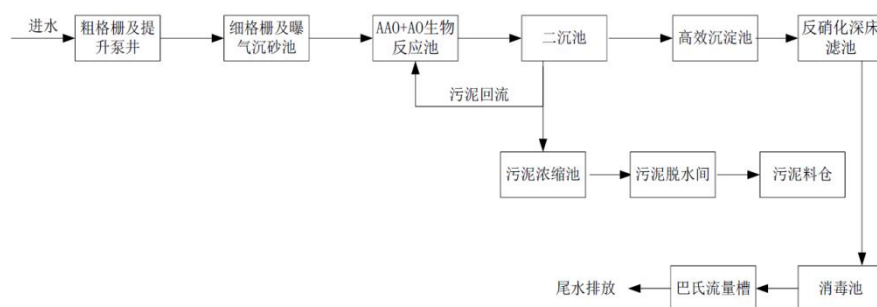 进水
粗格栅及提
升泵井
细格栅及曝
气沉砂池
AAO+AO生物
反应池
二沉池
高效沉淀池
反硝化深床
滤池
污泥回流
污泥浓缩池
污泥脱水间
污泥料仓
尾水排放
巴氏流量槽
消毒池